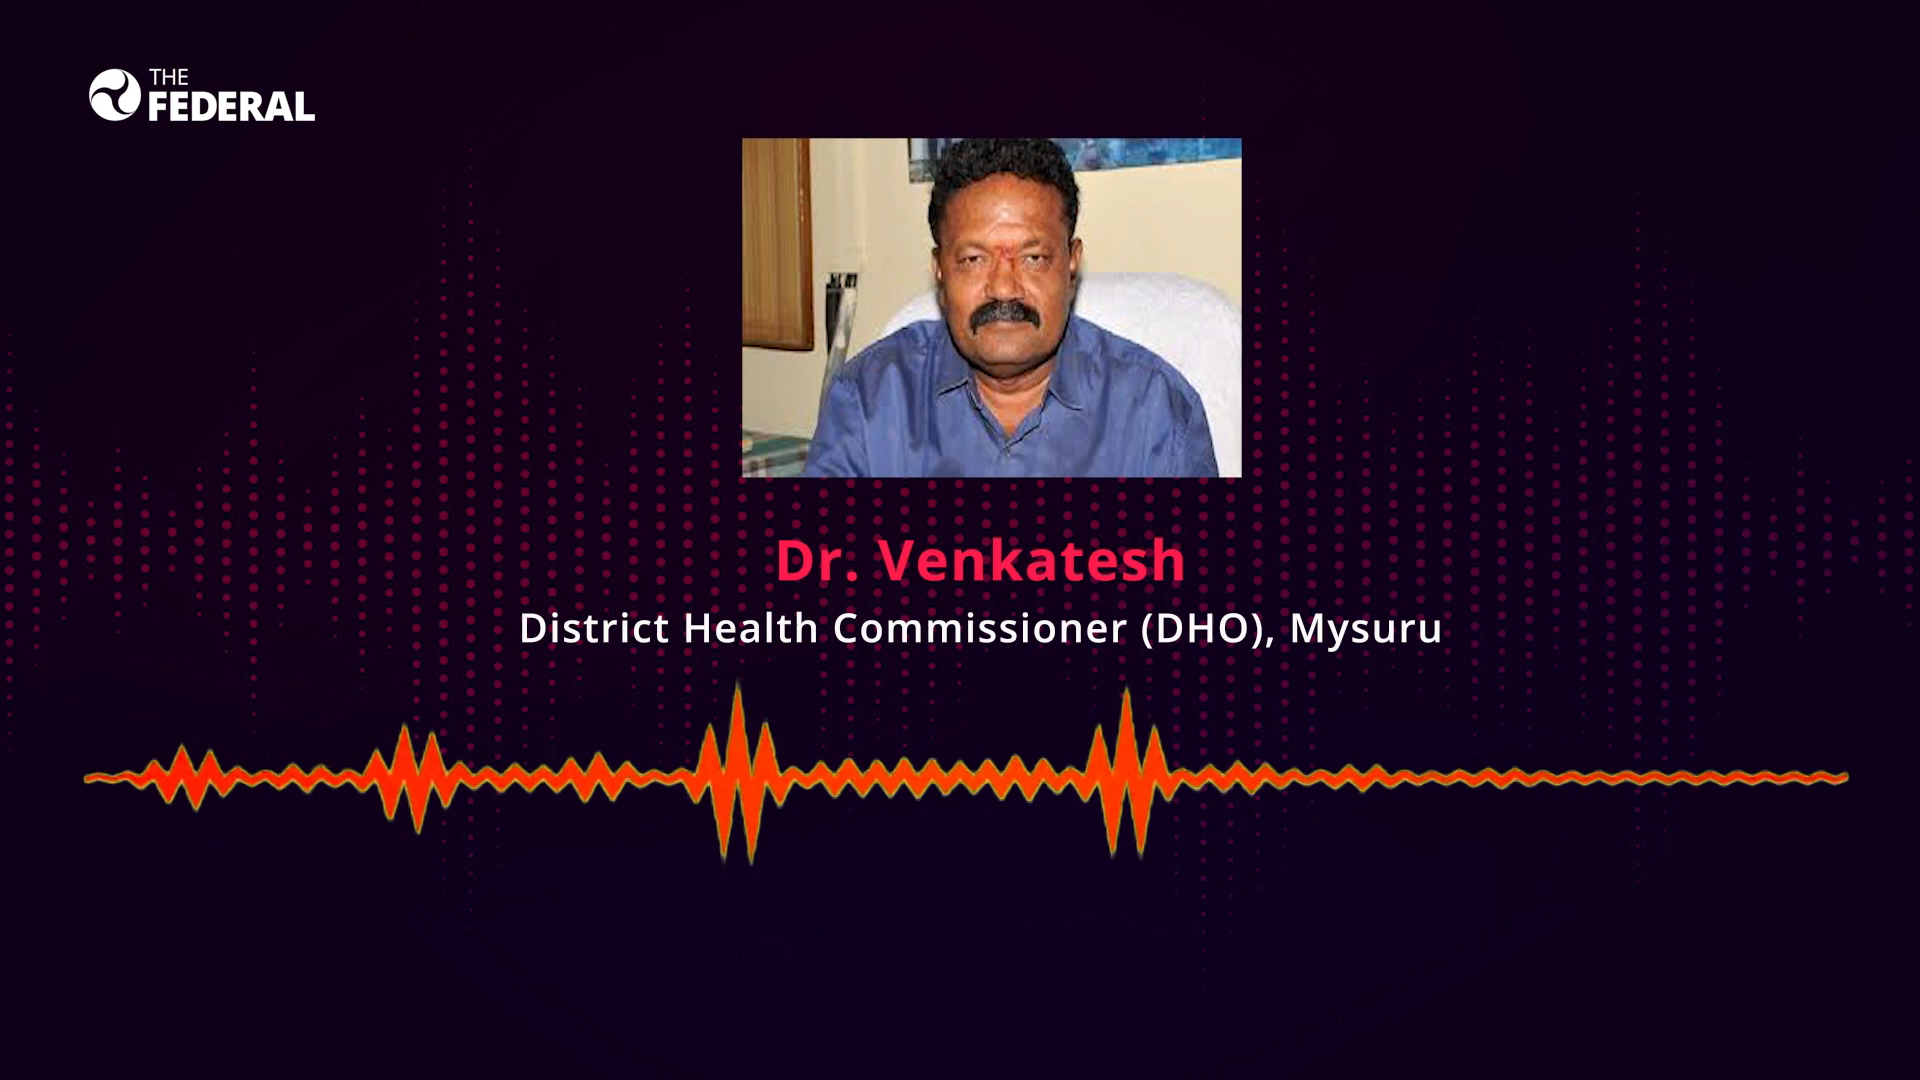 THE
FEDERAL
Dr. Venkatesh
District Health Commissioner (DHO), Mysuru